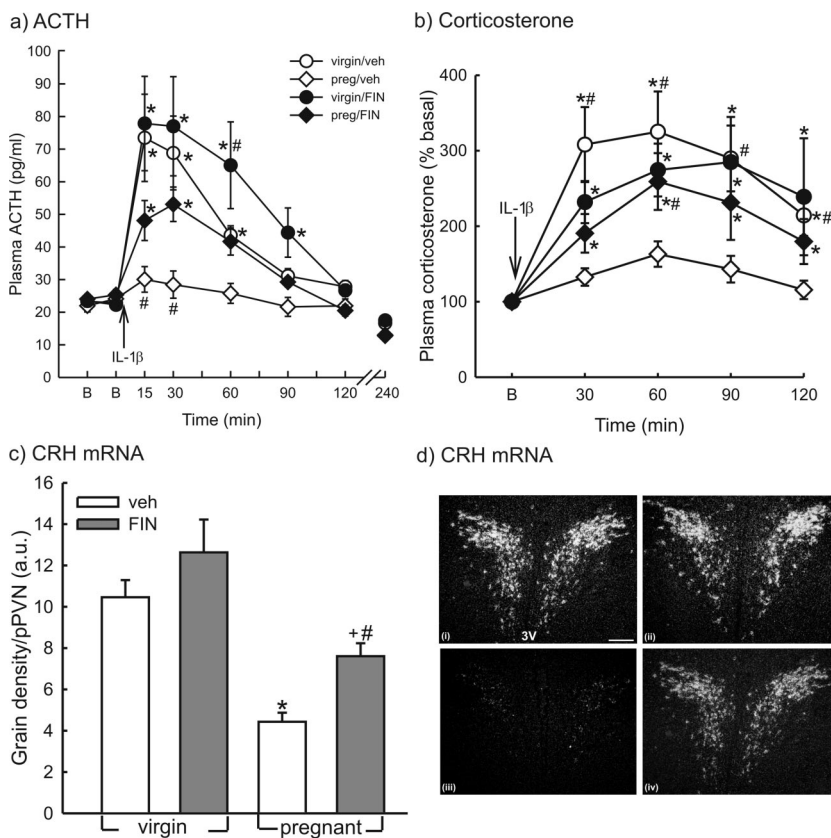 a) ACTH
100
90
80
70
60
50
40
30
20
10
0
Plasma ACTH (pg/ml)
virgin/veh
preg/veh
virgin/FIN
preg/FIN
* * * * * # * * * * *
# #
IL-1β
B B 15 30 60 90 120 240
Time (min)
b) Corticosterone
400
300
200
100
0
Plasma corticosterone (% basal)
IL-1β
*# *# * *
* * #
* *# * * *# *
B 30 60 90 120
Time (min)
c) CRH mRNA
16
14
12
10
8
6
4
2
0
Grain density/pPVN (a.u.)
veh
FIN
* +#
virgin pregnant
d) CRH mRNA
(i) 3V (ii)
(iii) (iv)